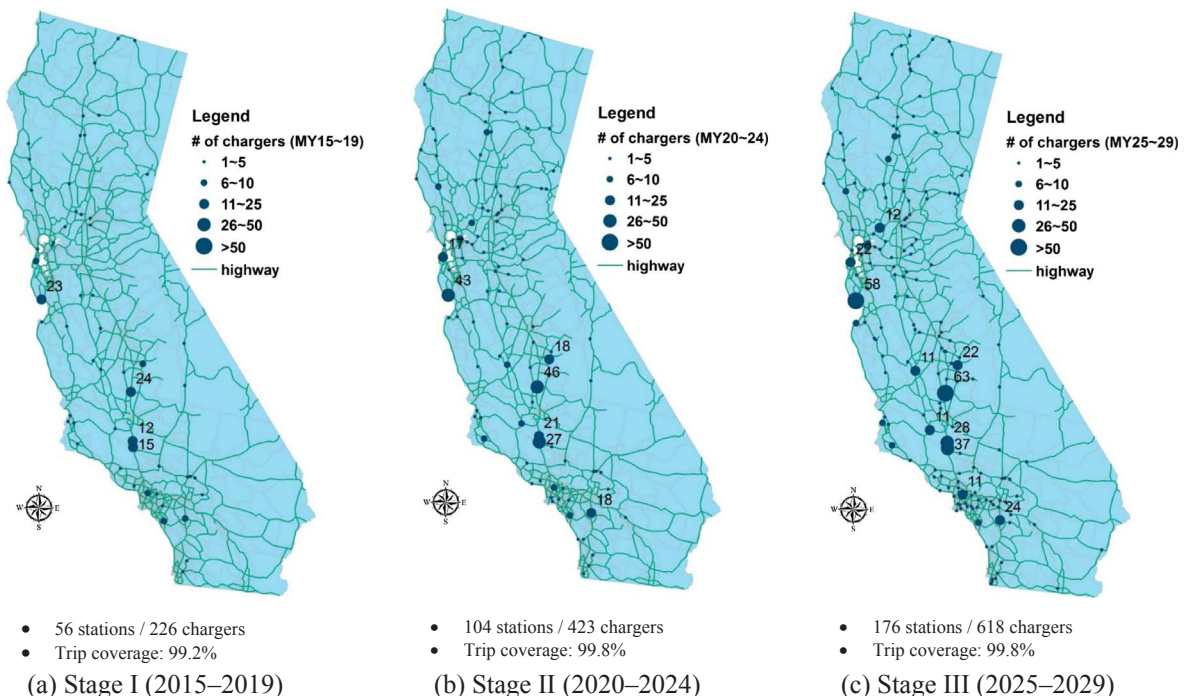 Legend
# of chargers (MY15~19)
1~5
6~10
11~25
26~50
>50
highway
23
24
12
15
N
W E
S
• 56 stations / 226 chargers
• Trip coverage: 99.2%
(a) Stage I (2015–2019)
Legend
# of chargers (MY20~24)
1~5
6~10
11~25
26~50
>50
highway
17
43
18
46
21
27
18
N
W E
S
• 104 stations / 423 chargers
• Trip coverage: 99.8%
(b) Stage II (2020–2024)
Legend
# of chargers (MY25~29)
1~5
6~10
11~25
26~50
>50
highway
12
22
58
11
22
63
11
28
37
11
24
N
W E
S
• 176 stations / 618 chargers
• Trip coverage: 99.8%
(c) Stage III (2025–2029)